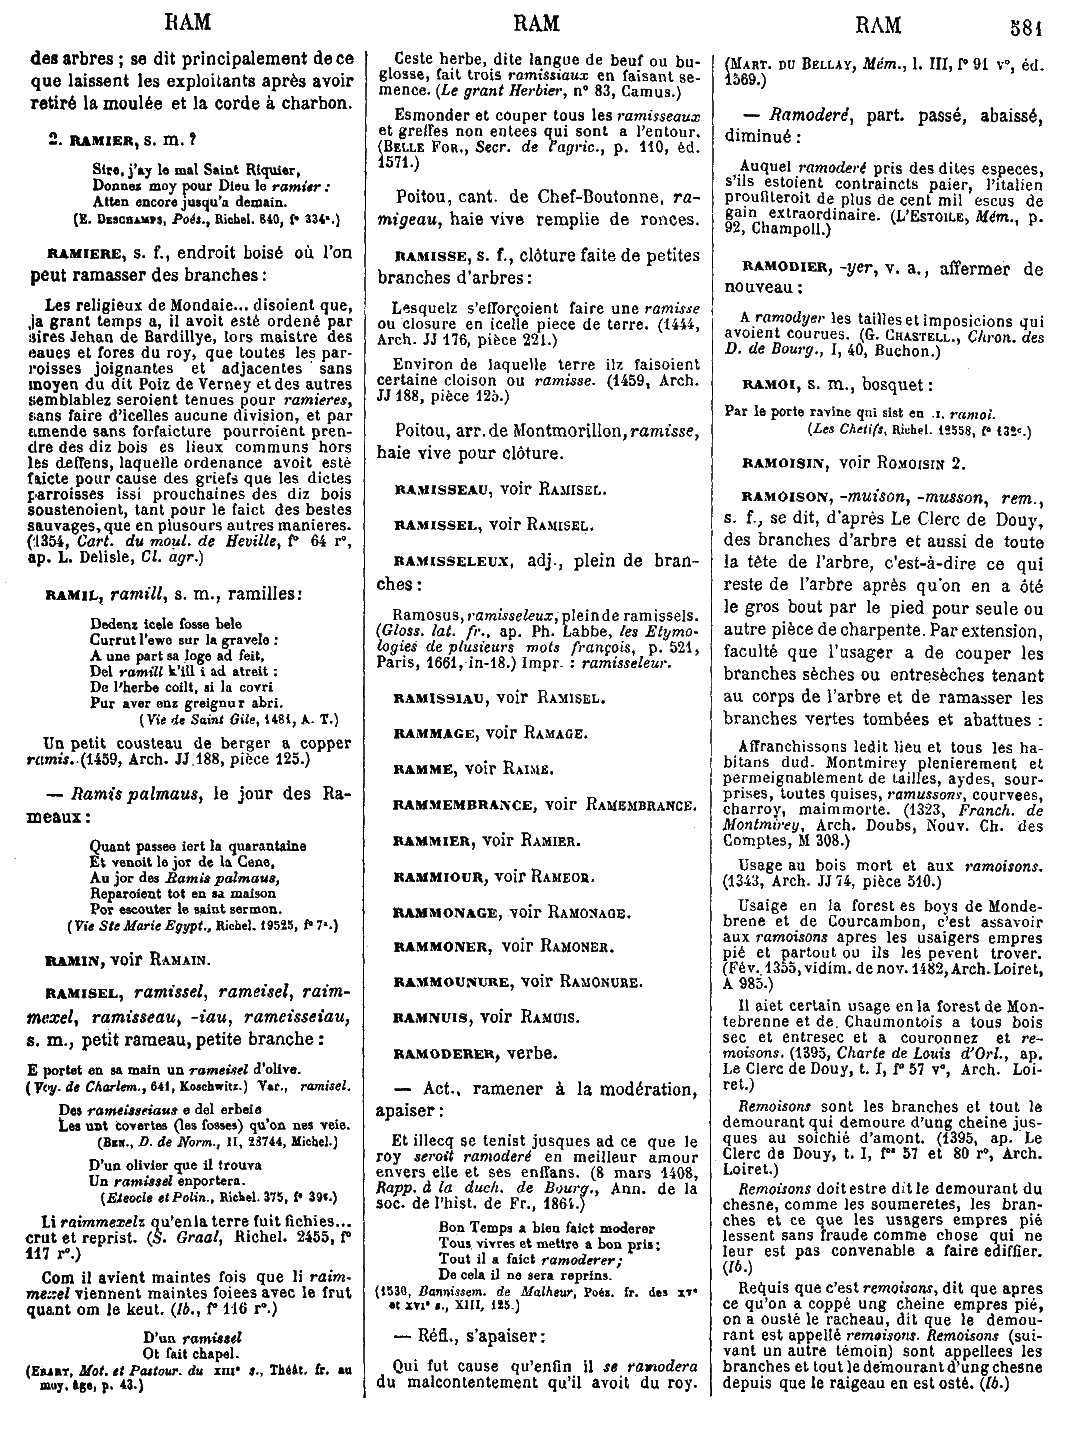 RAM RAM RAM 581
des arbres ; se dit principalement de ce
que laissent les exploitants après avoir
retiré la moulée et la corde à charbon.
2. RAMIER, s. m. ?
Sire, j'ay le mal Saint Riquier,
Donnez moy pour Dieu le ramier :
Atten encore jusqu'a demain.
(E. DESCHAMPS, Poés., Richel. 840, f° 334ª.)
RAMIERE, s. f., endroit boisé où l'on
peut ramasser des branches :
Les religieux de Mondaie... disoient que,
ja grant temps a, il avoit esté ordené par
sires Jehan de Bardillye, lors maistre des
eaues et fores du roy, que toutes les par-
roisses joignantes et adjacentes sans
moyen du dit Poiz de Verney et des autres
semblablez seroient tenues pour ramieres,
sans faire d'icelles aucune division, et par
amende sans forfaicture pourroient pren-
dre des diz bois es lieux communs hors
les deffens, laquelle ordenance avoit esté
faicte pour cause des griefs que les dictes
parroisses issi prouchaines des diz bois
soustenoient, tant pour le faict des bestes
sauvages, que en plusours autres manieres.
(1354, Cart. du moul. de Heville, f° 64 r°,
ap. L. Delisle, Cl. agr.)
RAMIL, ramill, s. m., ramilles :
Dedenz icele fosse bele
Currut l'ewe sur la gravele :
A une part sa loge ad feit,
Del ramill k'ill i ad atreit :
De l'herbe coilt, si la covri
Pur aver enz greignur abri.
(Vie de Saint Gile, 1481, A. T.)
Un petit cousteau de berger a copper
ramis. (1459, Arch. JJ 188, pièce 125.)
— Ramis palmaus, le jour des Ra-
meaux :
Quant passee iert la quarantaine
Et venoit le jor de la Cene,
Au jor des Ramis palmaus,
Reparoient tot en sa maison
Por escouter le saint sermon.
(Vie Ste Marie Egypt., Richel. 19525, f° 7ª.)
RAMIN, voir RAMAIN.
RAMISEL, ramissel, rameisel, raim-
mexel, ramisseau, -iau, rameisseiau,
s. m., petit rameau, petite branche :
E portet en sa main un rameisel d'olive.
(Voy. de Charlem., 641, Koschwitz.) Var., ramisel.
Des rameisseiaus e del erbeie
Les unt covertes (les fosses) qu'on nes veie.
(BEN., D. de Norm., II, 23744, Michel.)
D'un olivier que il trouva
Un ramissel enportera.
(Eteocle et Polin., Richel. 375, f° 39ᵉ.)
Li raimmexelz qu'en la terre fuit fichies...
crut et reprist. (S. Graal, Richel. 2455, f°
117 r°.)
Com il avient maintes fois que li raim-
mexel viennent maintes foiees avec le frut
quant om le keut. (Ib., f° 116 r°.)
D'un ramissel
Ot fait chapel.
(ERART, Mot. et Pastour. du XIIIᵉ s., Théât. fr. au
moy. âge, p. 43.)
Ceste herbe, dite langue de beuf ou bu-
glosse, fait trois ramissiaux en faisant se-
mence. (Le grant Herbier, n° 83, Camus.)
Esmonder et couper tous les ramisseaux
et greffes non entees qui sont a l'entour.
(BELLE FOR., Secr. de l'agric., p. 110, éd.
1571.)
Poitou, cant. de Chef-Boutonne, ra-
migeau, haie vive remplie de ronces.
RAMISSE, s. f., clôture faite de petites
branches d'arbres :
Lesquelz s'efforçoient faire une ramisse
ou closure en icelle piece de terre. (1444,
Arch. JJ 176, pièce 221.)
Environ de laquelle terre ilz faisoient
certaine cloison ou ramisse. (1459, Arch.
JJ 188, pièce 125.)
Poitou, arr. de Montmorillon, ramisse,
haie vive pour clôture.
RAMISSEAU, voir RAMISEL.
RAMISSEL, voir RAMISEL.
RAMISSELEUX, adj., plein de bran-
ches :
Ramosus, ramisseleux, plein de ramissels.
(Gloss. lat. fr., ap. Ph. Labbe, les Etymo-
logies de plusieurs mots françois, p. 521,
Paris, 1661, in-18.) Impr. : ramisseleur.
RAMISSIAU, voir RAMISEL.
RAMMAGE, voir RAMAGE.
RAMME, voir RAIME.
RAMMEMBRANCE, voir RAMEMBRANCE.
RAMMIER, voir RAMIER.
RAMMIOUR, voir RAMEOR.
RAMMONAGE, voir RAMONAGE.
RAMMONER, voir RAMONER.
RAMMOUNURE, voir RAMONURE.
RAMNUIS, voir RAMUIS.
RAMODERER, verbe.
— Act., ramener à la modération,
apaiser :
Et illecq se tenist jusques ad ce que le
roy seroit ramoderé en meilleur amour
envers elle et ses enffans. (8 mars 1408,
Rapp. à la duch. de Bourg., Ann. de la
soc. de l'hist. de Fr., 1864.)
Bon Temps a bien faict moderer
Tous vivres et mettre a bon pris ;
Tout il a faict ramoderer ;
De cela il ne sera reprins.
(1530, Bannissem. de Malheur, Poés. fr. des XVᵉ
et XVIᵉ s., XIII, 125.)
— Réfl., s'apaiser :
Qui fut cause qu'enfin il se ramodera
du malcontentement qu'il avoit du roy.
(MART. DU BELLAY, Mém., l. III, f° 91 v°, éd.
1569.)
— Ramoderé, part. passé, abaissé,
diminué :
Auquel ramoderé pris des dites especes,
s'ils estoient contraincts paier, l'italien
proufiteroit de plus de cent mil escus de
gain extraordinaire. (L'ESTOILE, Mém., p.
92, Champoll.)
RAMODIER, -yer, v. a., affermer de
nouveau :
A ramodyer les tailles et imposicions qui
avoient courues. (G. CHASTELL., Chron. des
D. de Bourg., I, 40, Buchon.)
RAMOI, s. m., bosquet :
Par le porte ravine qui sist en .I. ramoi.
(Les Chetifs, Richel. 12558, f° 132ᶜ.)
RAMOISIN, voir ROMOISIN 2.
RAMOISON, -muison, -musson, rem.,
s. f., se dit, d'après Le Clerc de Douy,
des branches d'arbre et aussi de toute
la tête de l'arbre, c'est-à-dire ce qui
reste de l'arbre après qu'on en a ôté
le gros bout par le pied pour seule ou
autre pièce de charpente. Par extension,
faculté que l'usager a de couper les
branches sèches ou entresèches tenant
au corps de l'arbre et de ramasser les
branches vertes tombées et abattues :
Affranchissons ledit lieu et tous les ha-
bitans dud. Montmirey plenierement et
permeignablement de tailles, aydes, sour-
prises, toutes quises, ramussons, courvees,
charroy, maimmorte. (1323, Franch. de
Montmirey, Arch. Doubs, Nouv. Ch. des
Comptes, M 308.)
Usage au bois mort et aux ramoisons.
(1343, Arch. JJ 74, pièce 510.)
Usaige en la forest es boys de Monde-
brene et de Courcambon, c'est assavoir
aux ramoisons apres les usaigers empres
pié et partout ou ils les pevent trover.
(Fév. 1355, vidim. de nov. 1482, Arch. Loiret,
A 985.)
Il aiet certain usage en la forest de Mon-
tebrenne et de Chaumontois a tous bois
sec et entresec et a couronnez et re-
moisons. (1395, Charte de Louis d'Orl., ap.
Le Clerc de Douy, t. I, f° 57 v°, Arch. Loi-
ret.)
Remoisons sont les branches et tout le
demourant qui demoure d'ung cheine jus-
ques au soichié d'amont. (1395, ap. Le
Clerc de Douy, t. I, fᵒˢ 57 et 80 r°, Arch.
Loiret.)
Remoisons doit estre dit le demourant du
chesne, comme les soumeretes, les bran-
ches et ce que les usagers empres pié
lessent sans fraude comme chose qui ne
leur est pas convenable a faire ediffier.
(Ib.)
Requis que c'est remoisons, dit que apres
ce qu'on a coppé ung cheine empres pié,
on a ousté le racheau, dit que le demou-
rant est appellé remoisons. Remoisons (sui-
vant un autre témoin) sont appellees les
branches et tout le demourant d'ung chesne
depuis que le raigeau en est osté. (Ib.)